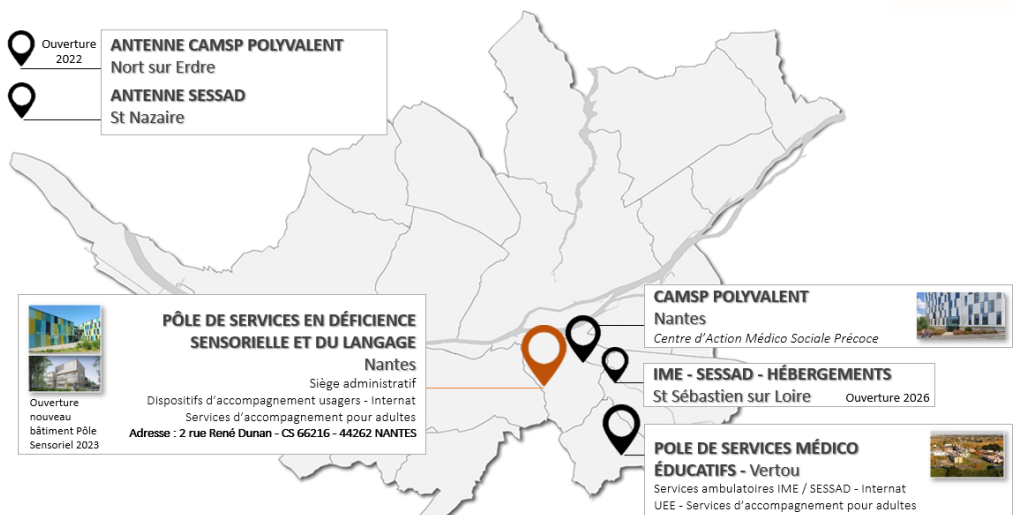 Ouverture
2022
ANTENNE CAMSP POLYVALENT
Nort sur Erdre
ANTENNE SESSAD
St Nazaire
PÔLE DE SERVICES EN DÉFICIENCE
SENSORIELLE ET DU LANGAGE
Nantes
Siège administratif
Dispositifs d'accompagnement usagers - Internat
Services d'accompagnement pour adultes
Adresse : 2 rue René Dunan - CS 66216 - 44262 NANTES
Ouverture
nouveau
bâtiment Pôle
Sensoriel 2023
CAMSP POLYVALENT
Nantes
Centre d'Action Médico Sociale Précoce
IME - SESSAD - HÉBERGEMENTS
St Sébastien sur Loire Ouverture 2026
POLE DE SERVICES MÉDICO
ÉDUCATIFS - Vertou
Services ambulatoires IME / SESSAD - Internat
UEE - Services d'accompagnement pour adultes